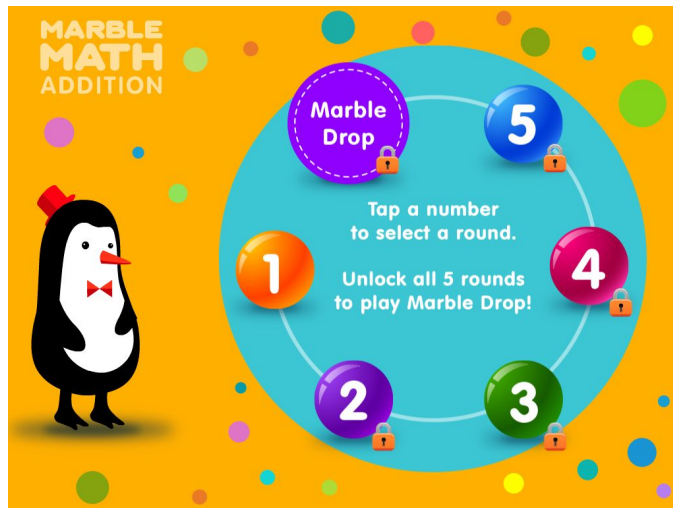 MARBLE
MATH
ADDITION
Marble
Drop
5
Tap a number
to select a round.
1
4
Unlock all 5 rounds
to play Marble Drop!
2
3